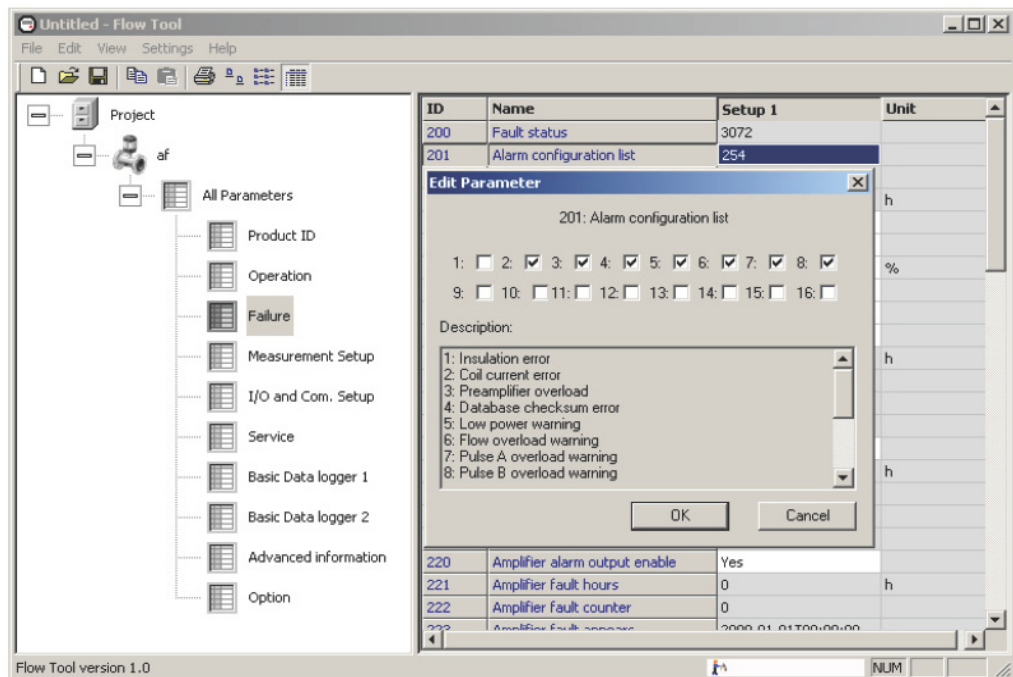 Untitled - Flow Tool
File Edit View Settings Help
Project
af
All Parameters
Product ID
Operation
Failure
Measurement Setup
I/O and Com. Setup
Service
Basic Data logger 1
Basic Data logger 2
Advanced information
Option
ID Name Setup 1 Unit
200 Fault status 3072
201 Alarm configuration list 254
h
%
h
h
Edit Parameter
201: Alarm configuration list
1: 2: 3: 4: 5: 6: 7: 8:
9: 10: 11: 12: 13: 14: 15: 16:
Description:
1: Insulation error
2: Coil current error
3: Preamplifier overload
4: Database checksum error
5: Low power warning
6: Flow overload warning
7: Pulse A overload warning
8: Pulse B overload warning
OK Cancel
220 Amplifier alarm output enable Yes
221 Amplifier fault hours 0 h
222 Amplifier fault counter 0
223 Amplifier fault appears
Flow Tool version 1.0 NUM